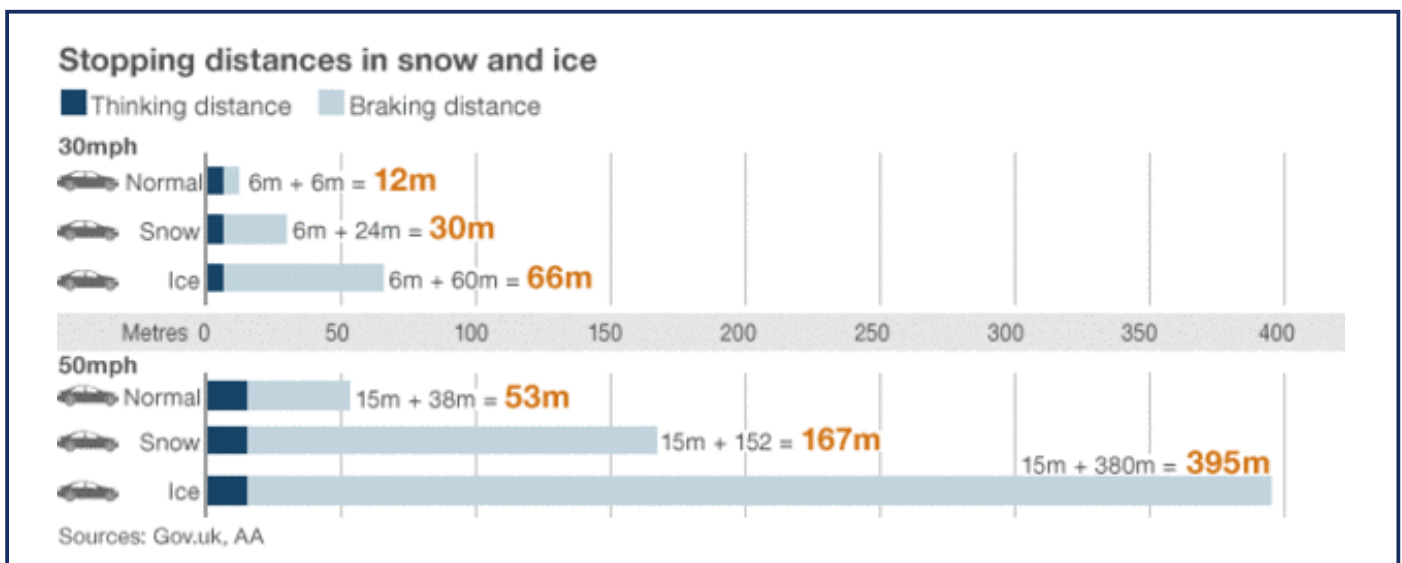 Stopping distances in snow and ice
Thinking distance Braking distance
30mph
Normal 6m + 6m = 12m
Snow 6m + 24m = 30m
Ice 6m + 60m = 66m
Metres 0 50 100 150 200 250 300 350 400
50mph
Normal 15m + 38m = 53m
Snow 15m + 152 = 167m
Ice 15m + 380m = 395m
Sources: Gov.uk, AA